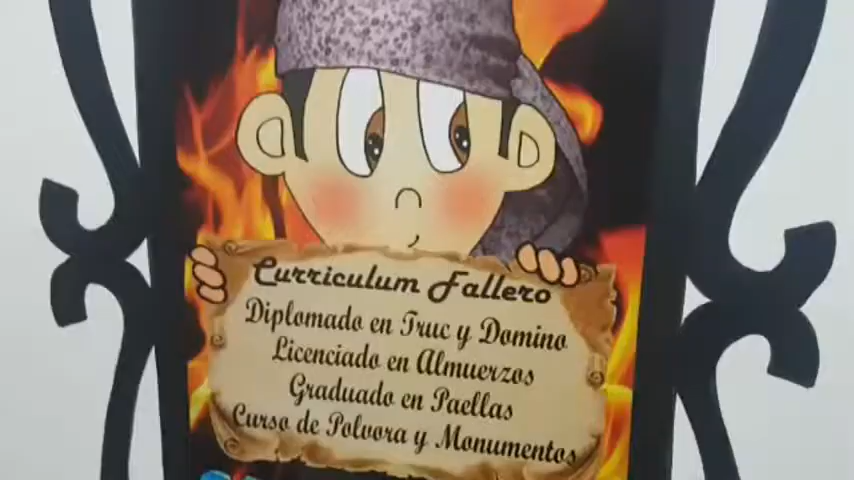 Curriculum Fallero
Diplomado en Truc y Domino
Licenciado en Almuerzos
Graduado en Paellas
Curso de Polvora y Monumentos